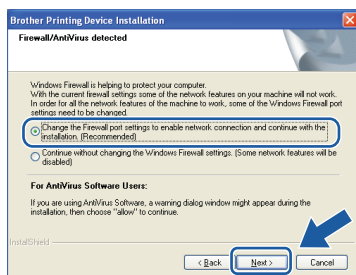 Brother Printing Device Installation
Firewall/AntiVirus detected
Windows Firewall is helping to protect your computer.
With the current firewall settings some of the network features on your machine will not work.
In order for all the network features of the machine to work, some of the Windows Firewall port
settings need to be changed.
Change the Firewall port settings to enable network connection and continue with the
installation. (Recommended)
Continue without changing the Windows Firewall settings. (Some network features will be
disabled)
For AntiVirus Software Users:
If you are using AntiVirus Software, a warning dialog window might appear during the
installation, then choose "allow" to continue.
InstallShield
< Back
Next >
Cancel